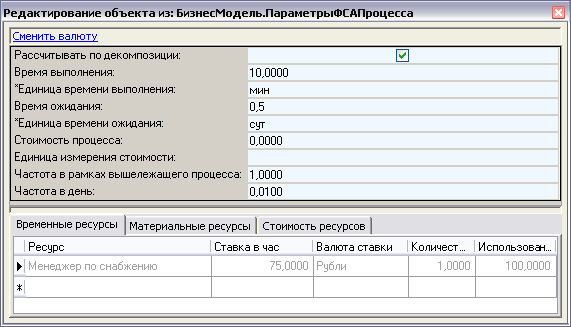 Редактирование объекта из: БизнесМодель.ПараметрыФСАПроцесса
Сменить валюту
Рассчитывать по декомпозиции:
Время выполнения: 10,0000
*Единица времени выполнения: мин
Время ожидания: 0,5
*Единица времени ожидания: сут
Стоимость процесса: 0,0000
Единица измерения стоимости:
Частота в рамках вышележащего процесса: 1,0000
Частота в день: 0,0100
Временные ресурсы Материальные ресурсы Стоимость ресурсов
Ресурс Ставка в час Валюта ставки Количест... Использован...
Менеджер по снабжению 75,0000 Рубли 1,0000 100,0000